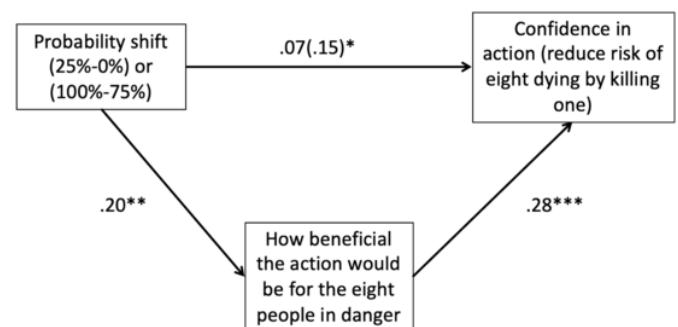 Probability shift
(25%-0%) or
(100%-75%)
.07(.15)*
Confidence in
action (reduce risk of
eight dying by killing
one)
.20**
.28***
How beneficial
the action would
be for the eight
people in danger